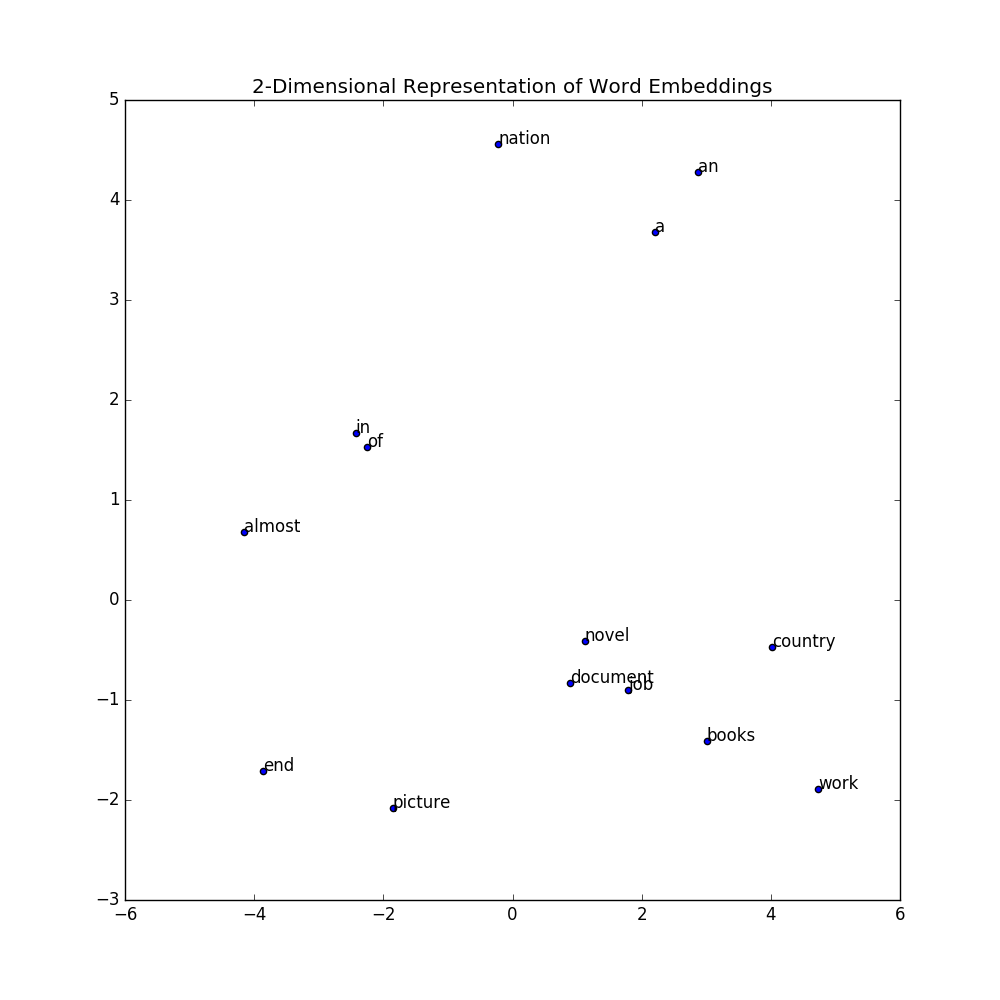 2-Dimensional Representation of Word Embeddings
5
nation
an
4
a
3
2
in
of
1
almost
0
novel
country
document
job
−1
books
end
work
−2
picture
−3
−6 −4 −2 0 2 4 6